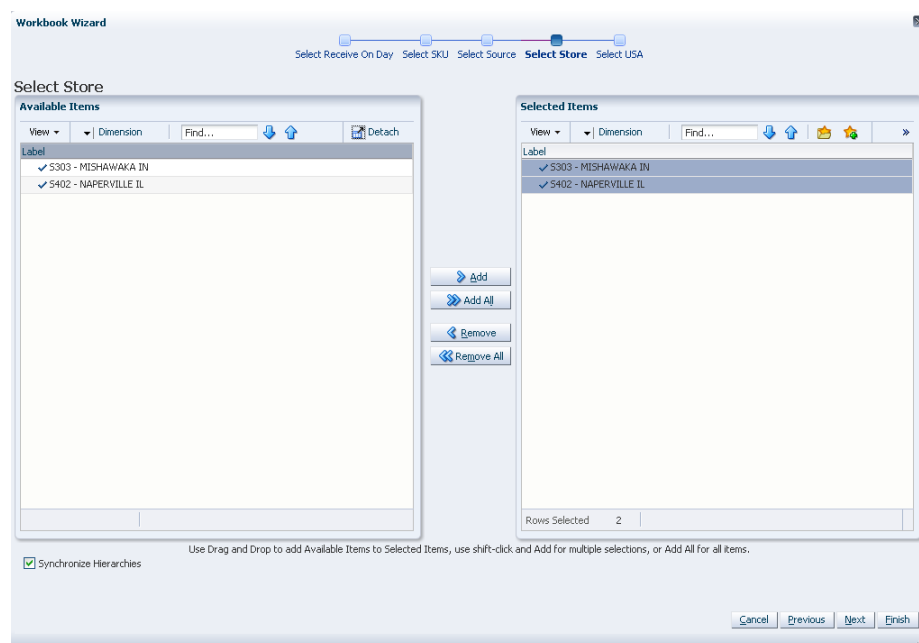 Workbook Wizard
Select Receive On Day Select SKU Select Source Select Store Select USA
Select Store
Available Items
View Dimension Find... Detach
Label
S303 - MISHAWAKA IN
S402 - NAPERVILLE IL
Selected Items
View Dimension Find... »
Label
S303 - MISHAWAKA IN
S402 - NAPERVILLE IL
Add
Add All
Remove
Remove All
Rows Selected 2
Use Drag and Drop to add Available Items to Selected Items, use shift-click and Add for multiple selections, or Add All for all items.
Synchronize Hierarchies
Cancel Previous Next Finish